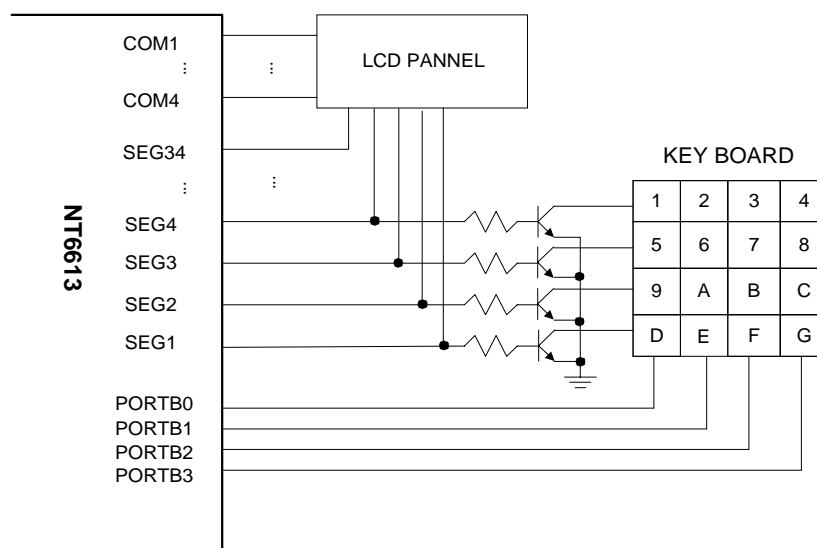 COM1
...
...
COM4
SEG34
...
...
SEG4
SEG3
SEG2
SEG1
PORTB0
PORTB1
PORTB2
PORTB3
NT6613
LCD PANNEL
KEY BOARD
1 2 3 4
5 6 7 8
9 A B C
D E F G